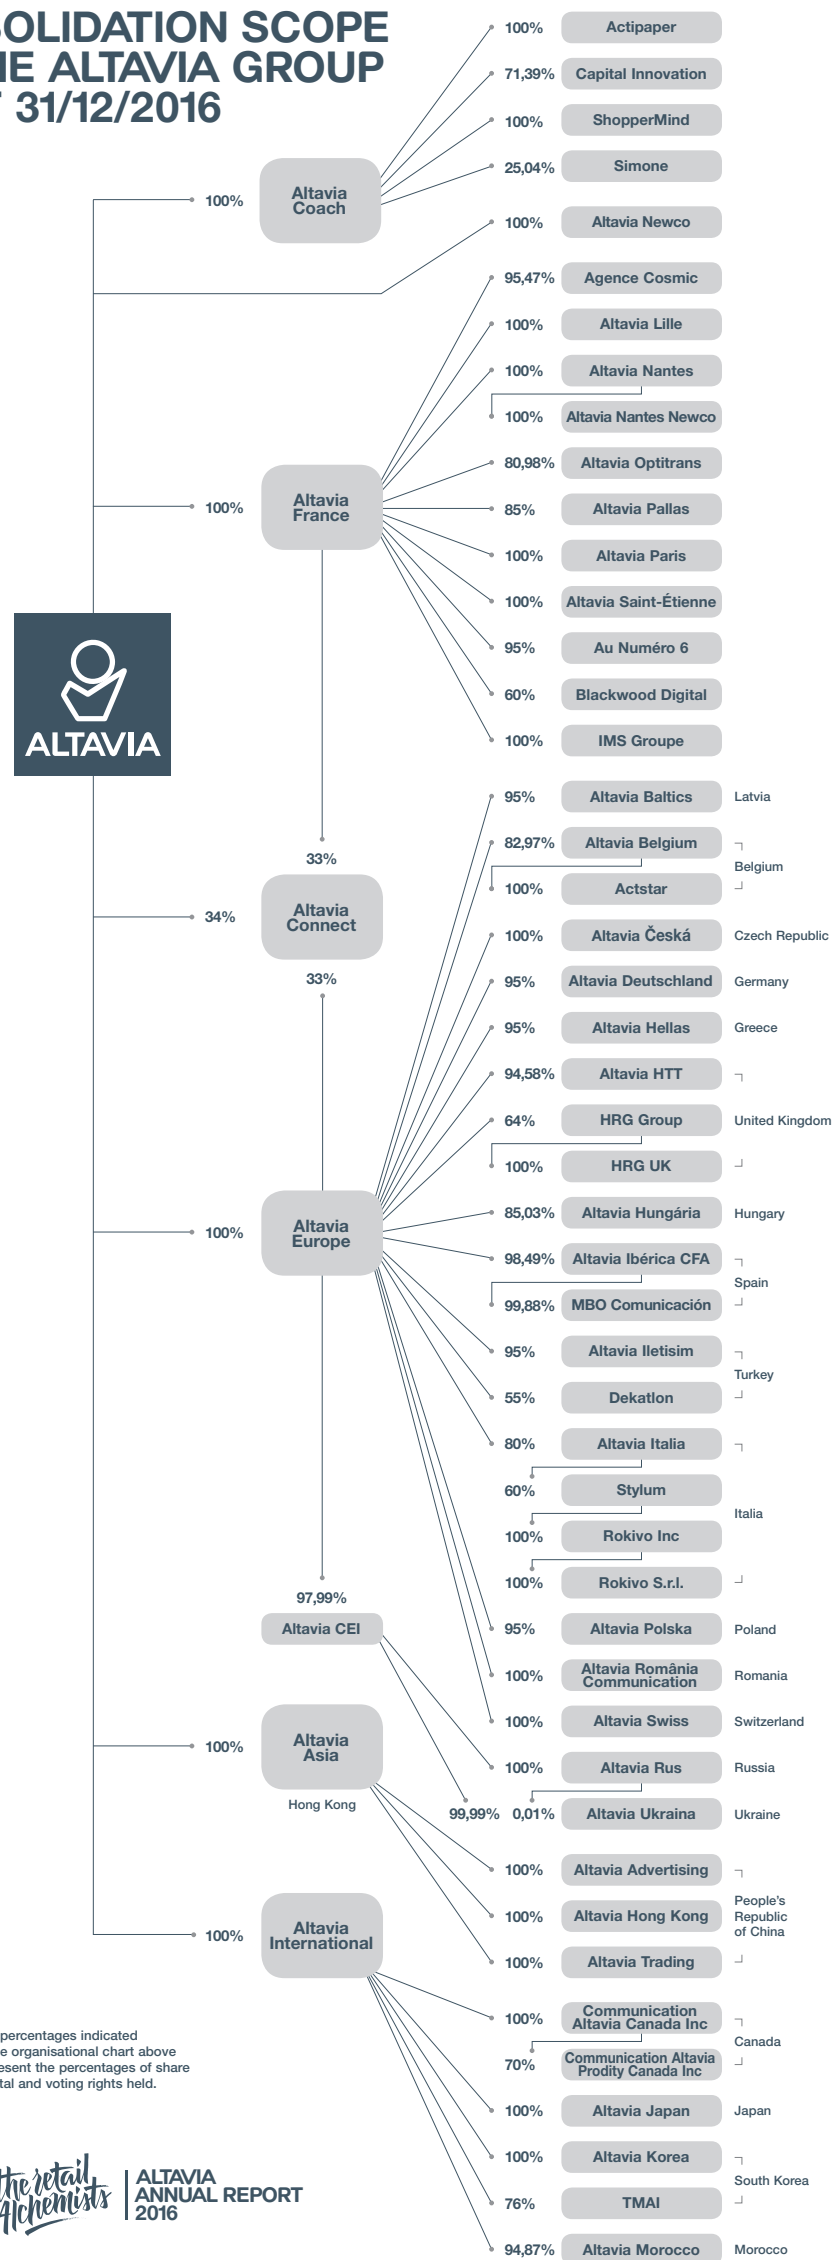 OLIDATION SCOPE
E ALTAVIA GROUP
31/12/2016
100% Actipaper
71,39% Capital Innovation
100% ShopperMind
25,04% Simone
100% Altavia
Coach
100% Altavia Newco
95,47% Agence Cosmic
100% Altavia Lille
100% Altavia Nantes
100% Altavia Nantes Newco
80,98% Altavia Optitrans
100% Altavia
France
85% Altavia Pallas
100% Altavia Paris
100% Altavia Saint-Étienne
95% Au Numéro 6
60% Blackwood Digital
100% IMS Groupe
ALTAVIA
95% Altavia Baltics Latvia
82,97% Altavia Belgium
Belgium
100% Actstar
33%
34% Altavia
Connect
33%
100% Altavia Česká Czech Republic
95% Altavia Deutschland Germany
95% Altavia Hellas Greece
94,58% Altavia HTT
64% HRG Group United Kingdom
100% HRG UK
100% Altavia
Europe
85,03% Altavia Hungária Hungary
98,49% Altavia Ibérica CFA
Spain
99,88% MBO Comunicación
95% Altavia Iletisim
Turkey
55% Dekatlon
80% Altavia Italia
60% Stylum
Italia
100% Rokivo Inc
100% Rokivo S.r.l.
97,99%
Altavia CEI
95% Altavia Polska Poland
100% Altavia România
Communication Romania
100% Altavia Swiss Switzerland
100% Altavia
Asia
Hong Kong
100% Altavia Rus Russia
99,99% 0,01% Altavia Ukraina Ukraine
100% Altavia Advertising
100% Altavia Hong Kong
People's
Republic
of China
100% Altavia Trading
100% Altavia
International
100% Communication
Altavia Canada Inc
Canada
70% Communication Altavia
Prodity Canada Inc
100% Altavia Japan Japan
100% Altavia Korea
South Korea
76% TMAI
94,87% Altavia Morocco Morocco
percentages indicated
e organisational chart above
esent the percentages of share
tal and voting rights held.
the retail
Alchemists
ALTAVIA
ANNUAL REPORT
2016